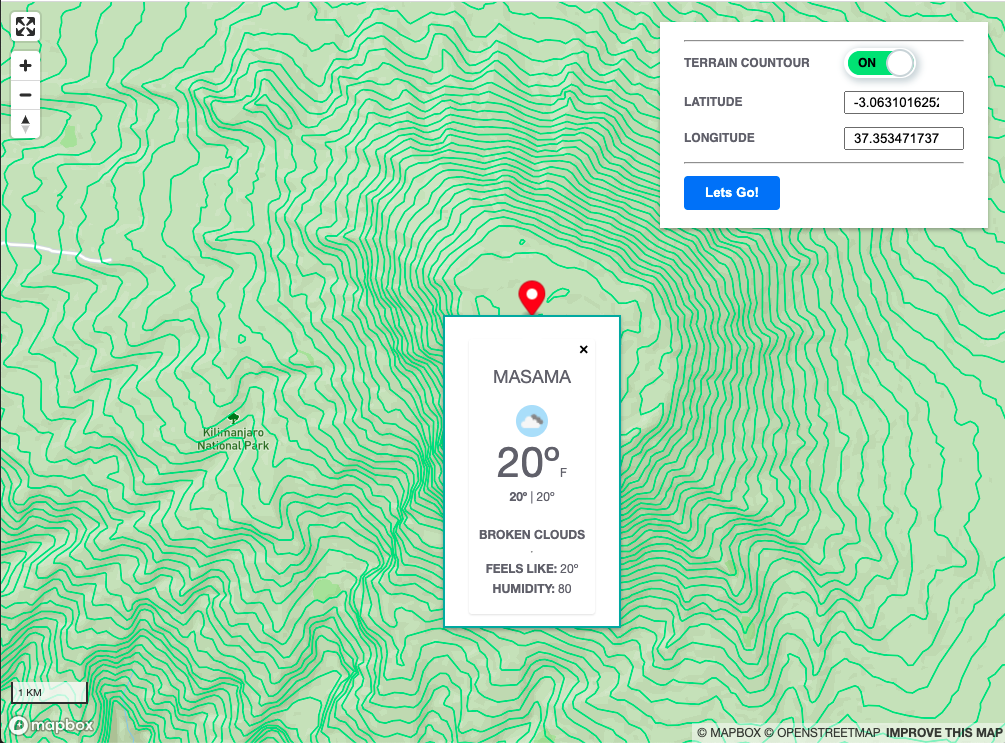 +
−
TERRAIN COUNTOUR
ON
LATITUDE
-3.0631016252
LONGITUDE
37.353471737
Lets Go!
×
MASAMA
20° F
20° | 20°
BROKEN CLOUDS
.
FEELS LIKE: 20°
HUMIDITY: 80
Kilimanjaro
National Park
1 KM
mapbox
© MAPBOX © OPENSTREETMAP IMPROVE THIS MAP